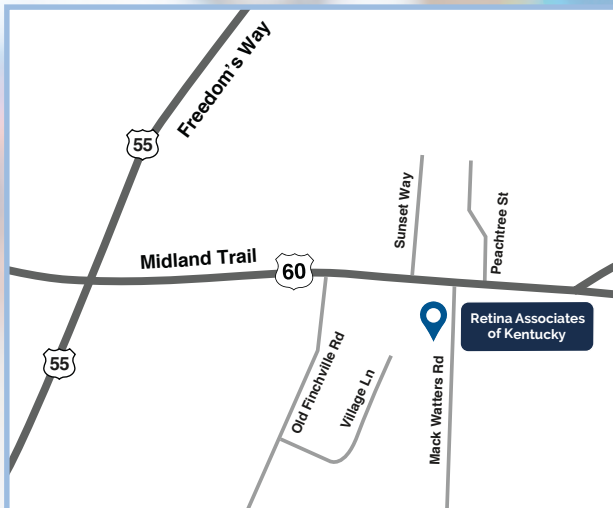 Freedom's Way
55
Sunset Way
Peachtree St
Midland Trail
60
Retina Associates
of Kentucky
55
Old Finchville Rd
Village Ln
Mack Watters Rd